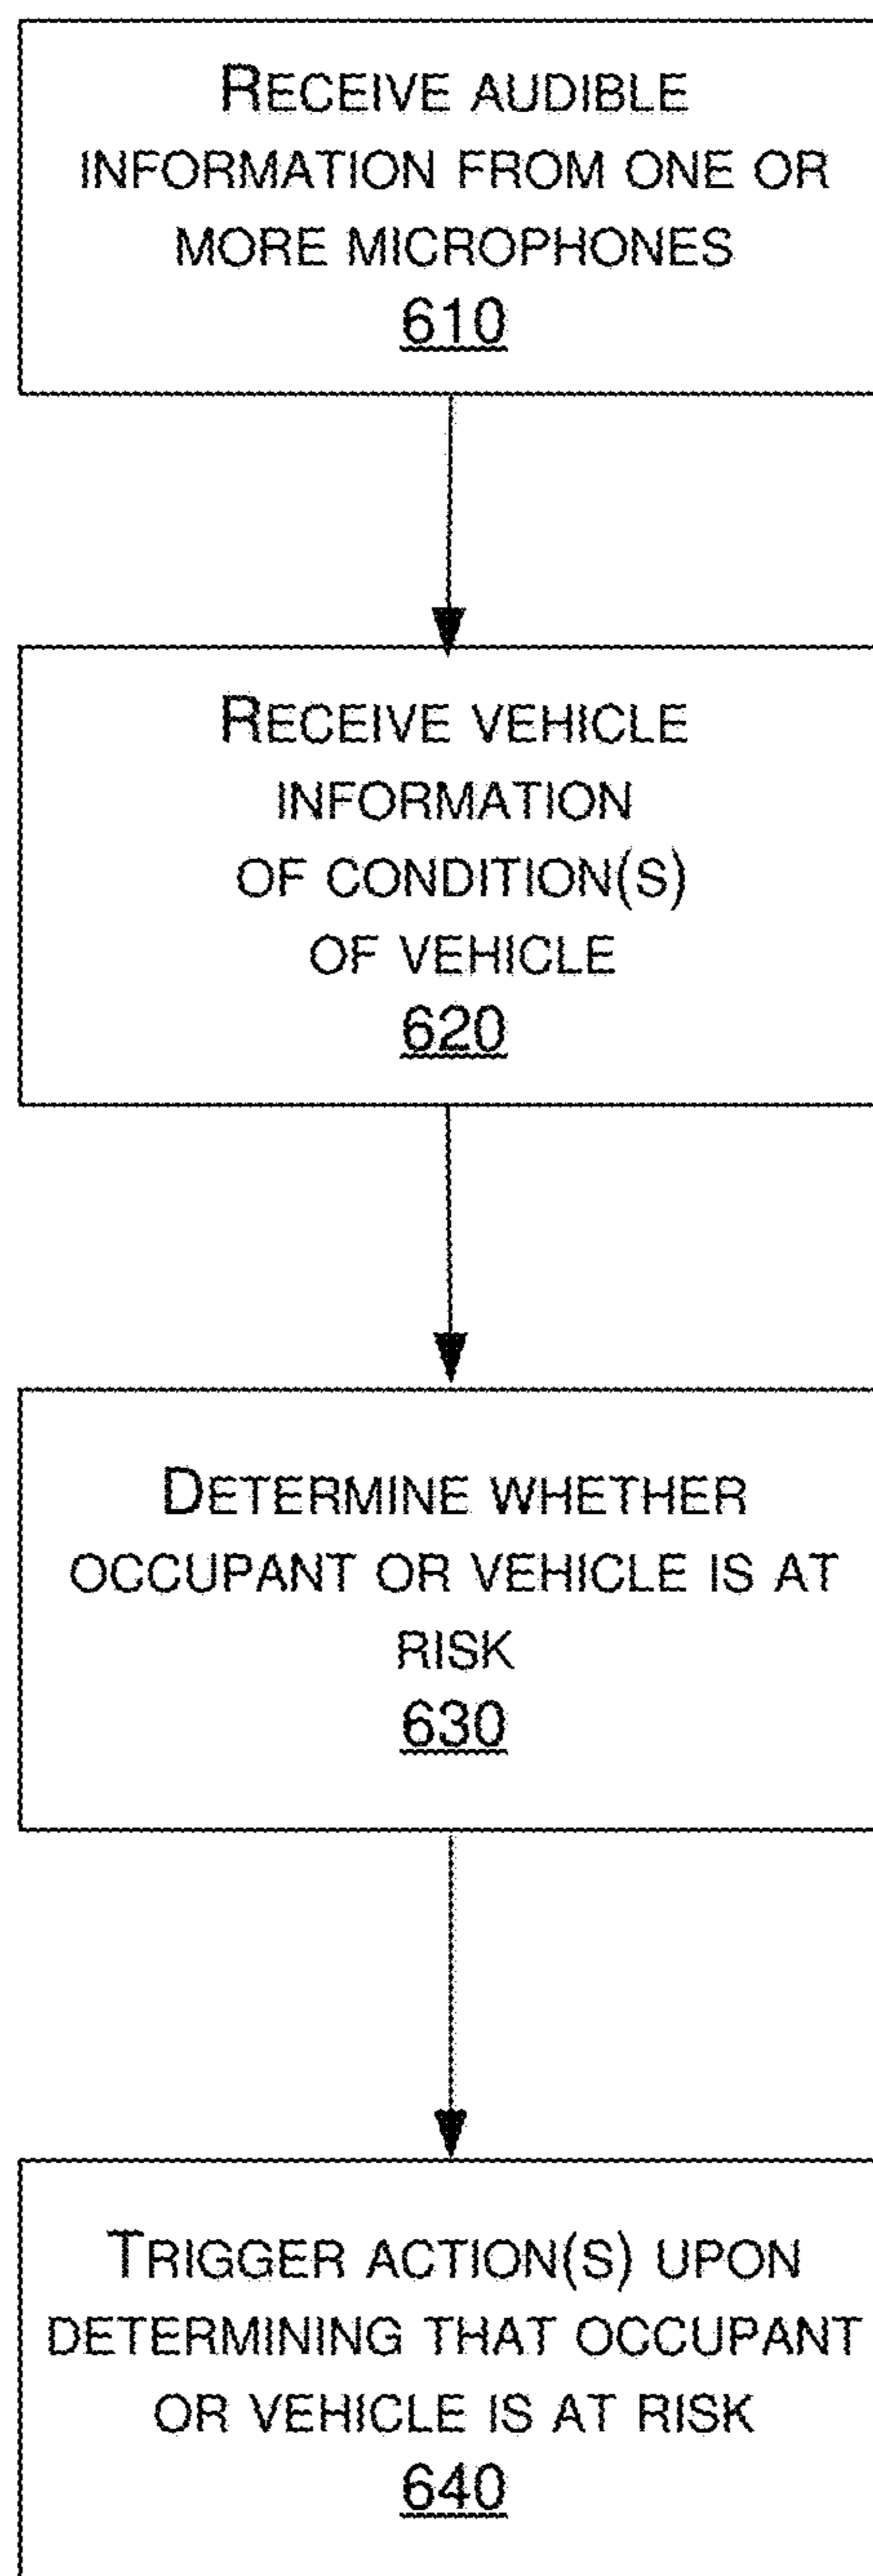 RECEIVE AUDIBLE
INFORMATION FROM ONE OR
MORE MICROPHONES
610
RECEIVE VEHICLE
INFORMATION
OF CONDITION(S)
OF VEHICLE
620
DETERMINE WHETHER
OCCUPANT OR VEHICLE IS AT
RISK
630
TRIGGER ACTION(S) UPON
DETERMINING THAT OCCUPANT
OR VEHICLE IS AT RISK
640